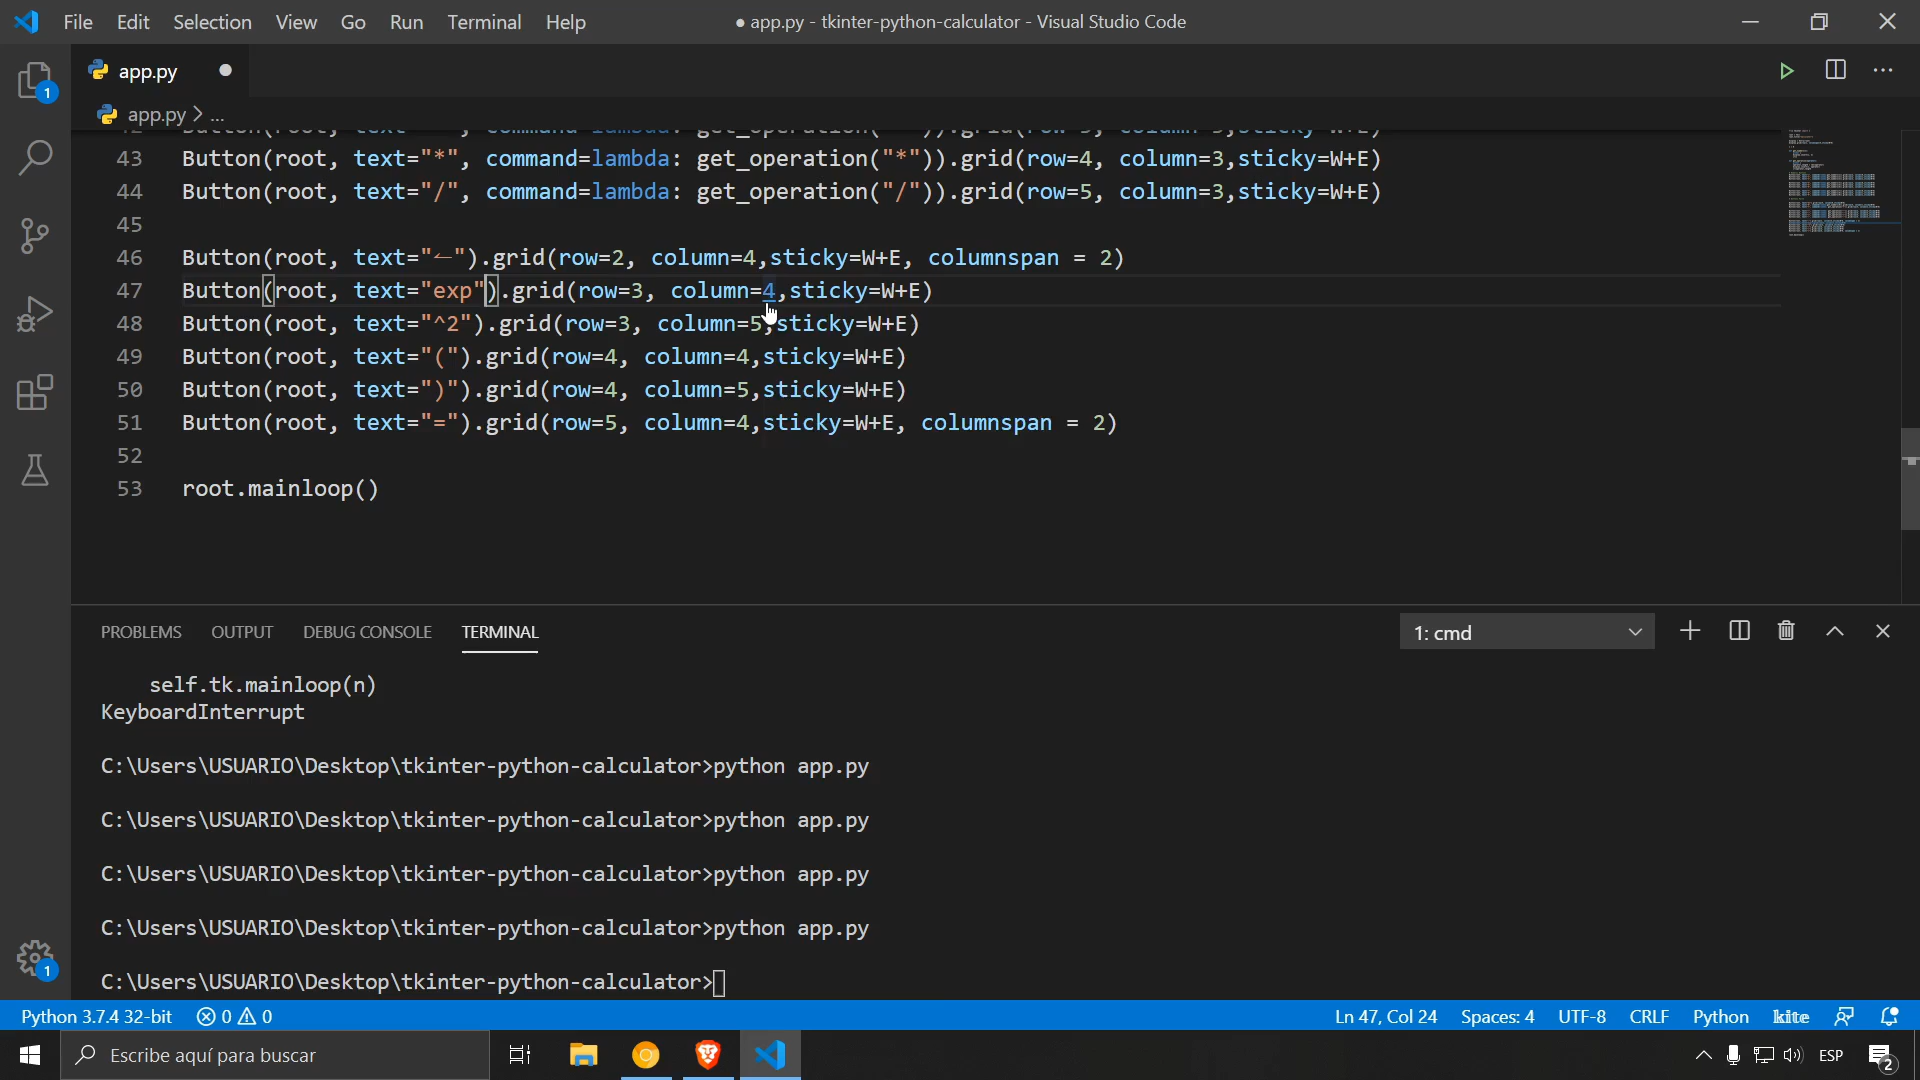 File Edit Selection View Go Run Terminal Help
● app.py - tkinter-python-calculator - Visual Studio Code
1
app.py
app.py > ...
43 Button(root, text="*", command=lambda: get_operation("*")).grid(row=4, column=3,sticky=W+E)
44 Button(root, text="/", command=lambda: get_operation("/")).grid(row=5, column=3,sticky=W+E)
45
46 Button(root, text="←").grid(row=2, column=4,sticky=W+E, columnspan = 2)
47 Button(root, text="exp").grid(row=3, column=4,sticky=W+E)
48 Button(root, text="^2").grid(row=3, column=5,sticky=W+E)
49 Button(root, text="(").grid(row=4, column=4,sticky=W+E)
50 Button(root, text=")").grid(row=4, column=5,sticky=W+E)
51 Button(root, text="=").grid(row=5, column=4,sticky=W+E, columnspan = 2)
52
53 root.mainloop()
PROBLEMS OUTPUT DEBUG CONSOLE TERMINAL
1: cmd
self.tk.mainloop(n)
KeyboardInterrupt
C:\Users\USUARIO\Desktop\tkinter-python-calculator>python app.py
C:\Users\USUARIO\Desktop\tkinter-python-calculator>python app.py
C:\Users\USUARIO\Desktop\tkinter-python-calculator>python app.py
C:\Users\USUARIO\Desktop\tkinter-python-calculator>python app.py
C:\Users\USUARIO\Desktop\tkinter-python-calculator>
1
Python 3.7.4 32-bit 0 0
Ln 47, Col 24 Spaces: 4 UTF-8 CRLF Python kite
Escribe aquí para buscar
ESP
2